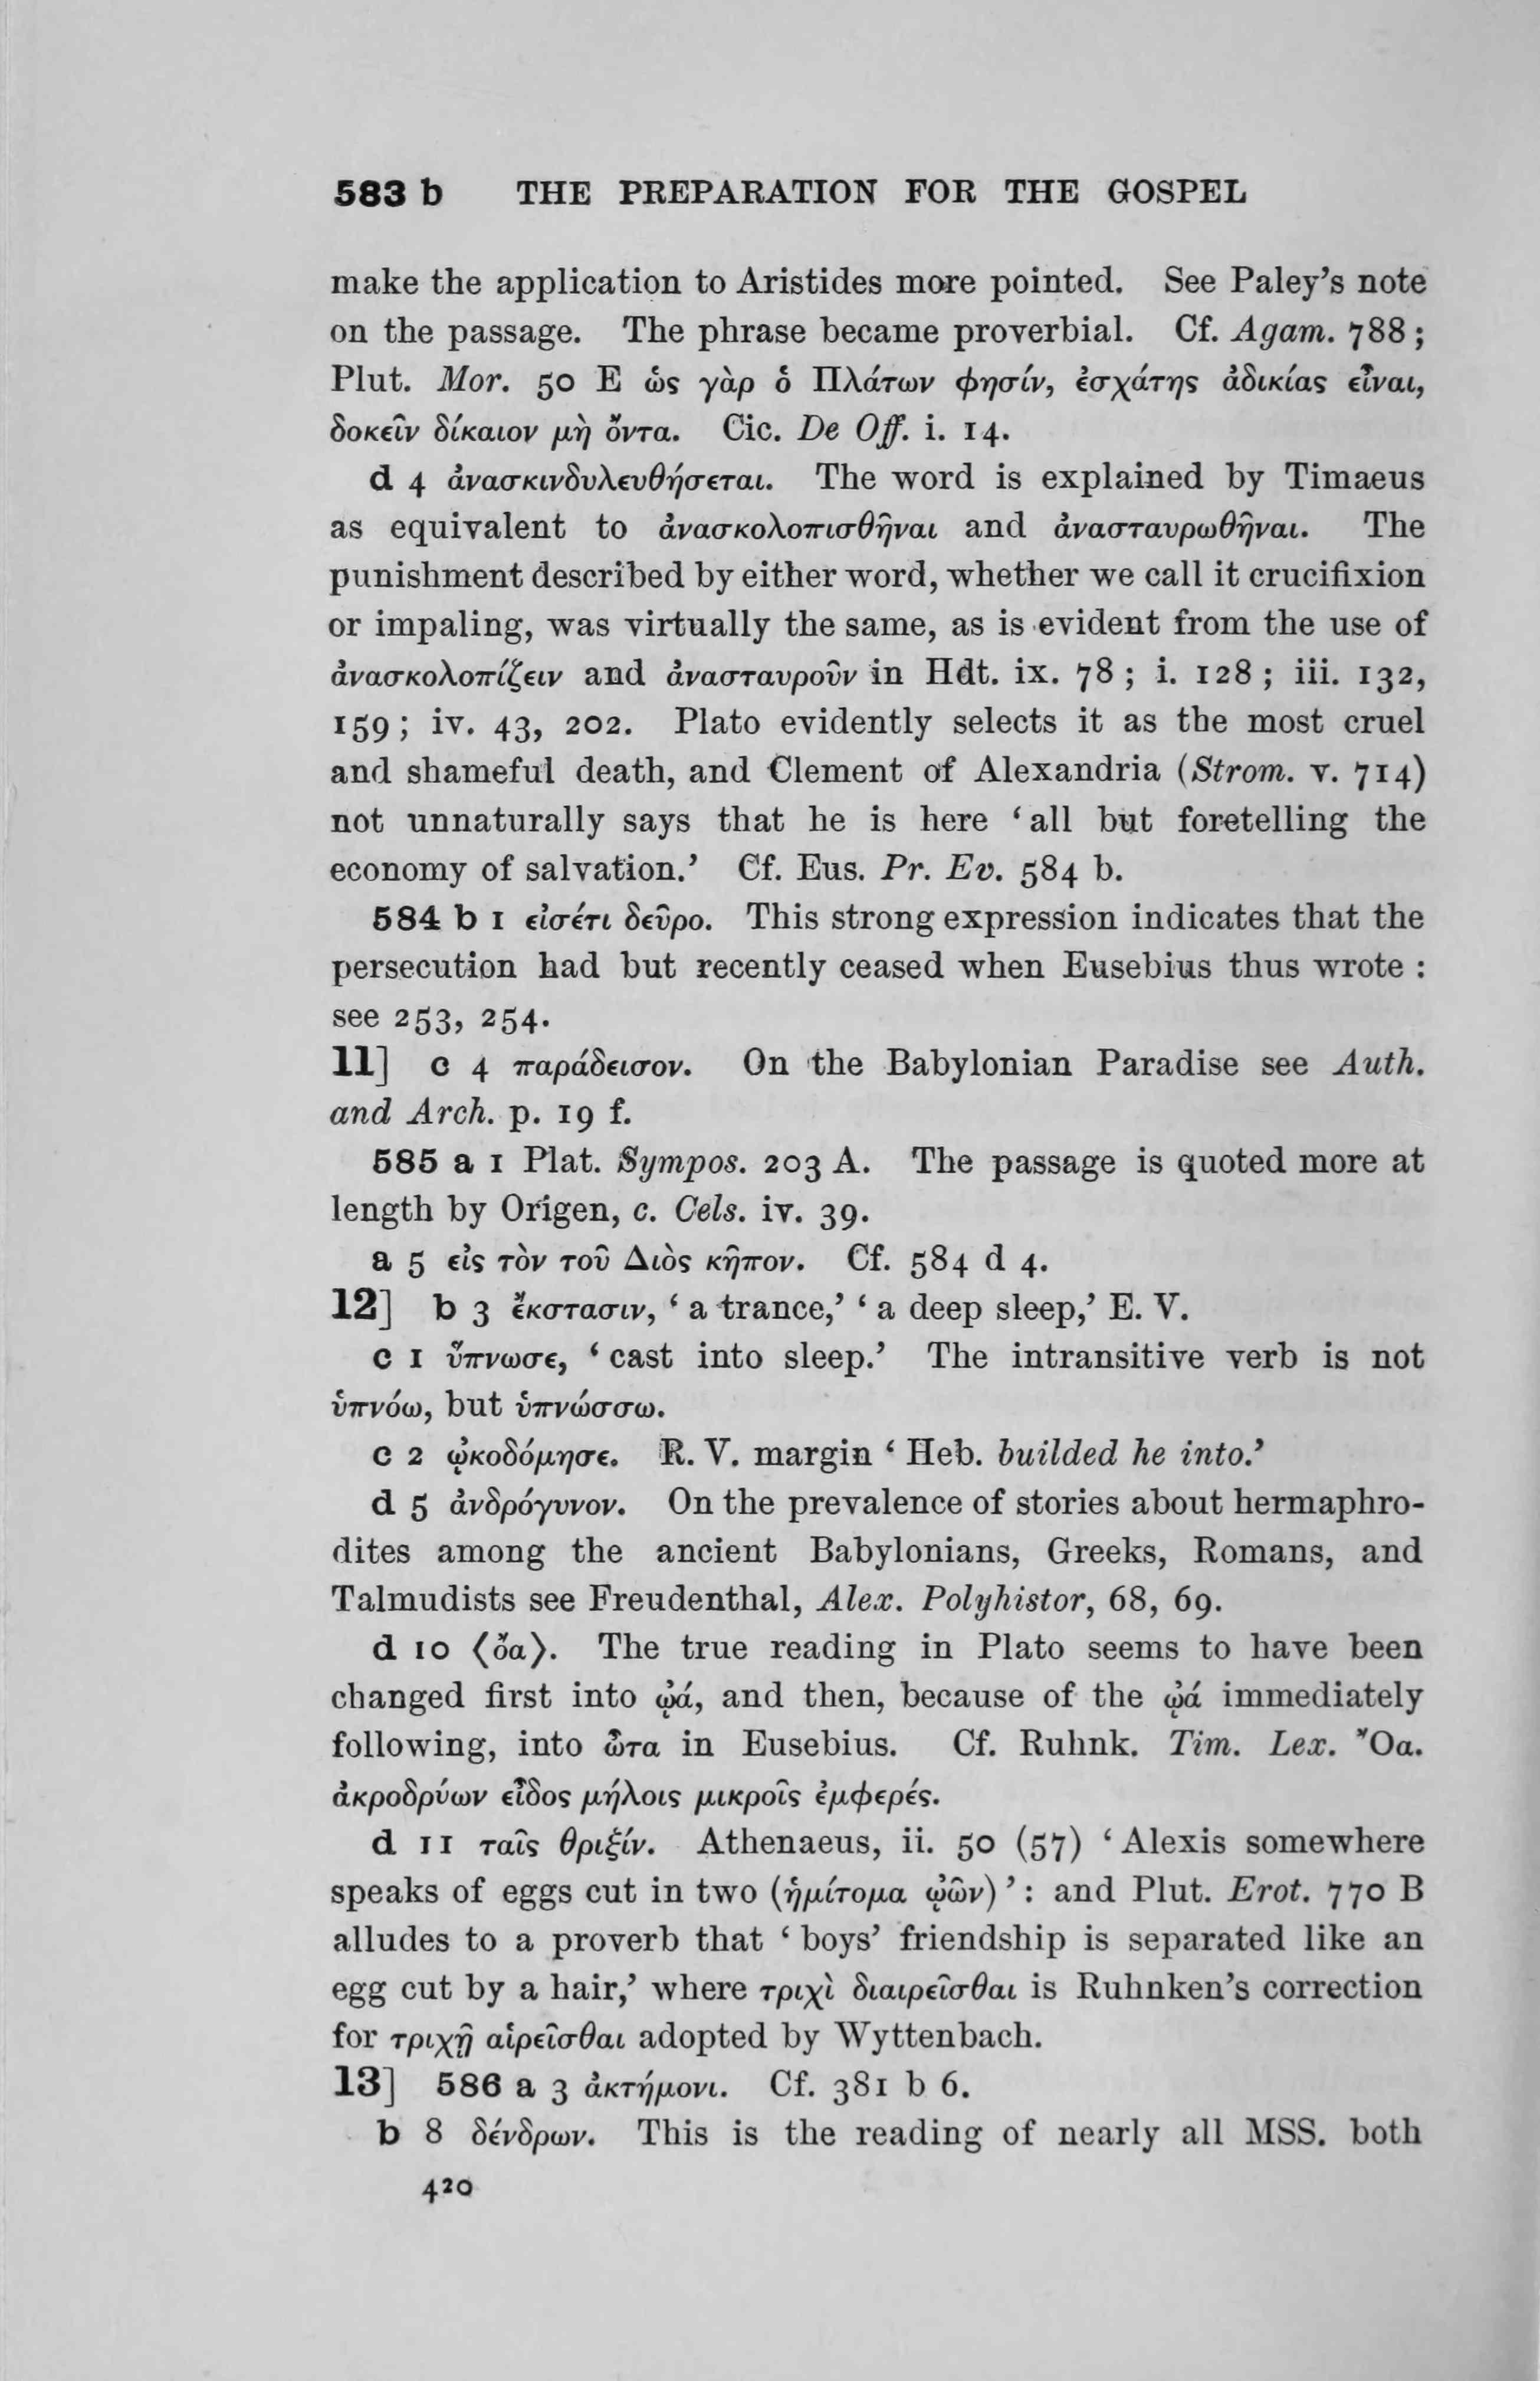 583 b THE PREPARATION FOR THE GOSPEL
make the application to Aristides more pointed. See Paley's note
on the passage. The phrase became proverbial. Cf. Agam. 788;
Plut. Mor. 50 E ὡς γὰρ ὁ Πλάτων φησίν, ἐσχάτης ἀδικίας εἶναι,
δοκεῖν δίκαιον μὴ ὄντα. Cic. De Off. i. 14.
d 4 ἀνασκινδυλευθήσεται. The word is explained by Timaeus
as equivalent to ἀνασκολοπισθῆναι and ἀνασταυρωθῆναι. The
punishment described by either word, whether we call it crucifixion
or impaling, was virtually the same, as is evident from the use of
ἀνασκολοπίζειν and ἀνασταυροῦν in Hdt. ix. 78; i. 128; iii. 132,
159; iv. 43, 202. Plato evidently selects it as the most cruel
and shameful death, and Clement of Alexandria (Strom. v. 714)
not unnaturally says that he is here 'all but foretelling the
economy of salvation.' Cf. Eus. Pr. Ev. 584 b.
584 b 1 εἰσέτι δεῦρο. This strong expression indicates that the
persecution had but recently ceased when Eusebius thus wrote:
see 253, 254.
11] c 4 παράδεισον. On the Babylonian Paradise see Auth.
and Arch. p. 19 f.
585 a 1 Plat. Sympos. 203 A. The passage is quoted more at
length by Origen, c. Cels. iv. 39.
a 5 εἰς τὸν τοῦ Διὸς κῆπον. Cf. 584 d 4.
12] b 3 ἔκστασιν, 'a trance,' 'a deep sleep,' E. V.
c 1 ὕπνωσε, 'cast into sleep.' The intransitive verb is not
ὑπνόω, but ὑπνώσσω.
c 2 ᾠκοδόμησε. R. V. margin 'Heb. builded he into.'
d 5 ἀνδρόγυνον. On the prevalence of stories about hermaphro-
dites among the ancient Babylonians, Greeks, Romans, and
Talmudists see Freudenthal, Alex. Polyhistor, 68, 69.
d 10 ⟨ὄα⟩. The true reading in Plato seems to have been
changed first into ᾠά, and then, because of the ᾠά immediately
following, into ὦτα in Eusebius. Cf. Ruhnk. Tim. Lex. Ὄα.
ἀκροδρύων εἶδος μήλοις μικροῖς ἐμφερές.
d 11 ταῖς θριξίν. Athenaeus, ii. 50 (57) 'Alexis somewhere
speaks of eggs cut in two (ἡμίτομα ᾠῶν)': and Plut. Erot. 770 B
alludes to a proverb that 'boys' friendship is separated like an
egg cut by a hair,' where τριχὶ διαιρεῖσθαι is Ruhnken's correction
for τριχῇ αἱρεῖσθαι adopted by Wyttenbach.
13] 586 a 3 ἀκτήμονι. Cf. 381 b 6.
b 8 δένδρων. This is the reading of nearly all MSS. both
420